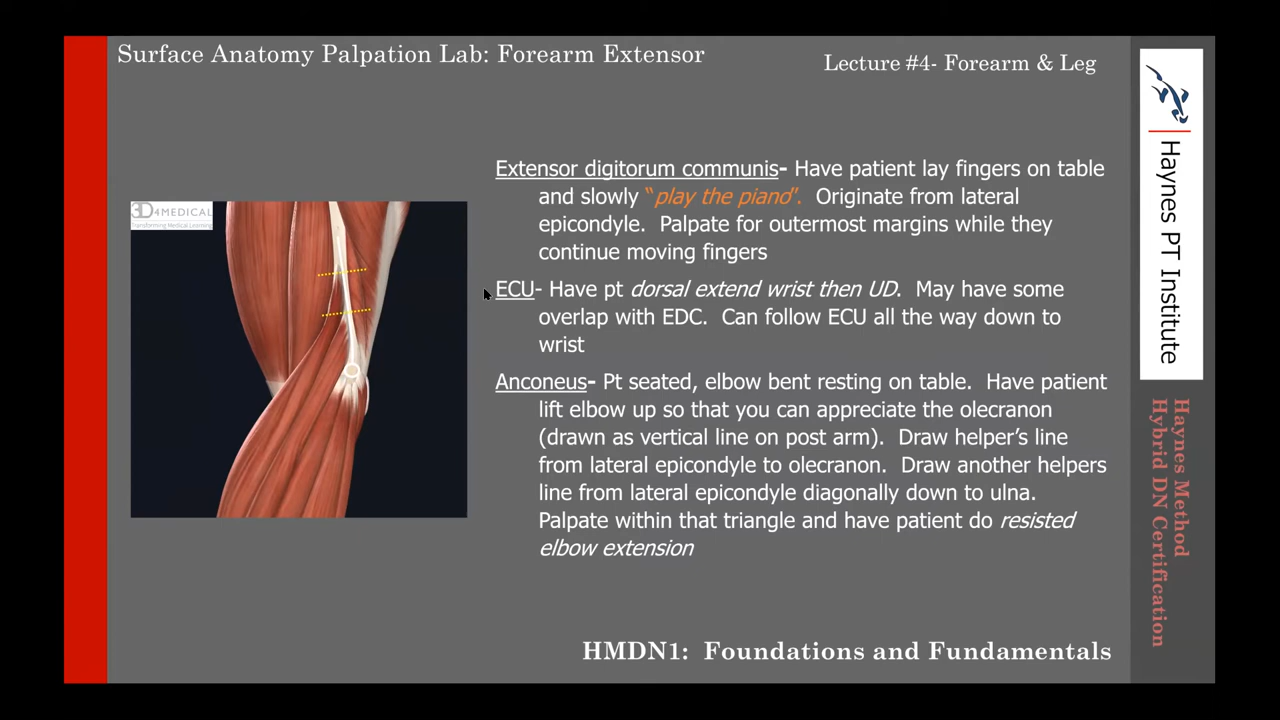 Surface Anatomy Palpation Lab: Forearm Extensor
Lecture #4- Forearm & Leg
Extensor digitorum communis- Have patient lay fingers on table
and slowly “play the piano”. Originate from lateral
epicondyle. Palpate for outermost margins while they
continue moving fingers
ECU- Have pt dorsal extend wrist then UD. May have some
overlap with EDC. Can follow ECU all the way down to
wrist
Anconeus- Pt seated, elbow bent resting on table. Have patient
lift elbow up so that you can appreciate the olecranon
(drawn as vertical line on post arm). Draw helper’s line
from lateral epicondyle to olecranon. Draw another helpers
line from lateral epicondyle diagonally down to ulna.
Palpate within that triangle and have patient do resisted
elbow extension
3D4MEDICAL
Transforming Medical Learning
HMDN1: Foundations and Fundamentals
Haynes PT Institute
Haynes Method
Hybrid DN Certification